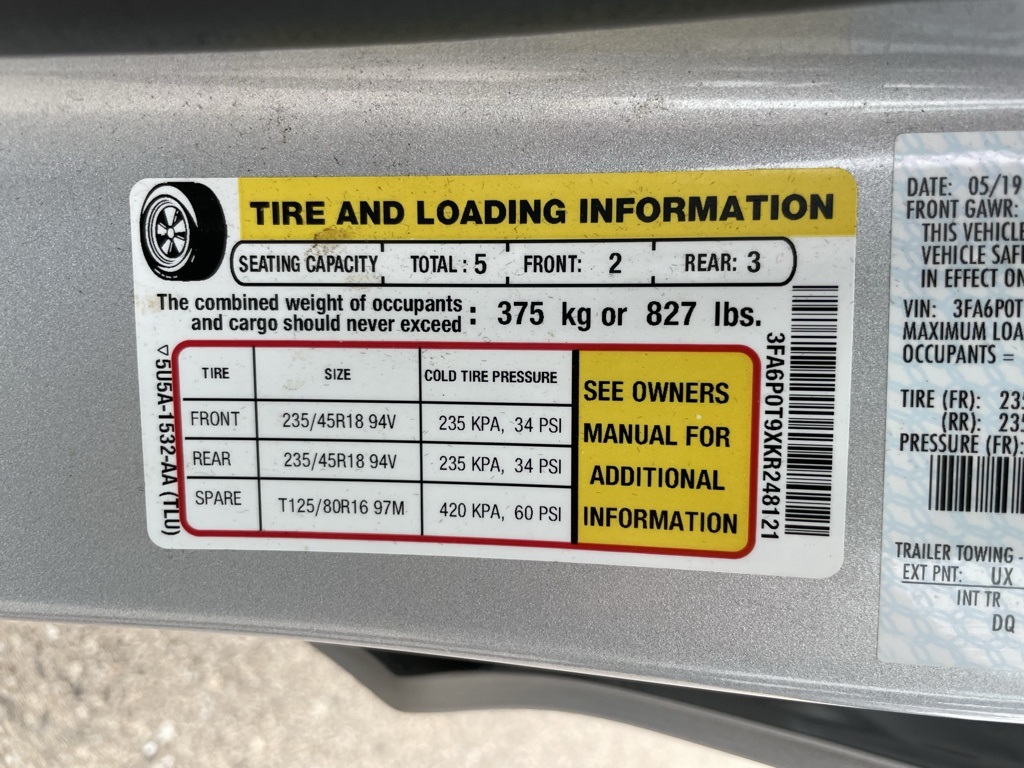 TIRE AND LOADING INFORMATION
SEATING CAPACITY TOTAL : 5 FRONT: 2 REAR: 3
The combined weight of occupants
and cargo should never exceed : 375 kg or 827 lbs.
TIRE SIZE COLD TIRE PRESSURE
FRONT 235/45R18 94V 235 KPA, 34 PSI
REAR 235/45R18 94V 235 KPA, 34 PSI
SPARE T125/80R16 97M 420 KPA, 60 PSI
SEE OWNERS
MANUAL FOR
ADDITIONAL
INFORMATION
5U5A-1532-AA (TLU)
3FA6P0T9XKR248121
DATE: 05/19
FRONT GAWR:
THIS VEHICLE
VEHICLE SAF
IN EFFECT ON
VIN: 3FA6P0T
MAXIMUM LOA
OCCUPANTS =
TIRE (FR): 235
(RR): 235
PRESSURE (FR):
TRAILER TOWING -
EXT PNT: UX
INT TR
DQ